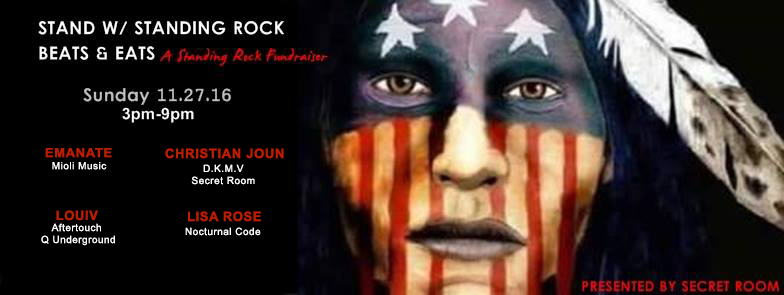 STAND W/ STANDING ROCK
BEATS & EATS A Standing Rock Fundraiser
Sunday 11.27.16
3pm-9pm
EMANATE
Mioli Music
CHRISTIAN JOUN
D.K.M.V
Secret Room
LOUIV
Aftertouch
Q Underground
LISA ROSE
Nocturnal Code
PRESENTED BY SECRET ROOM